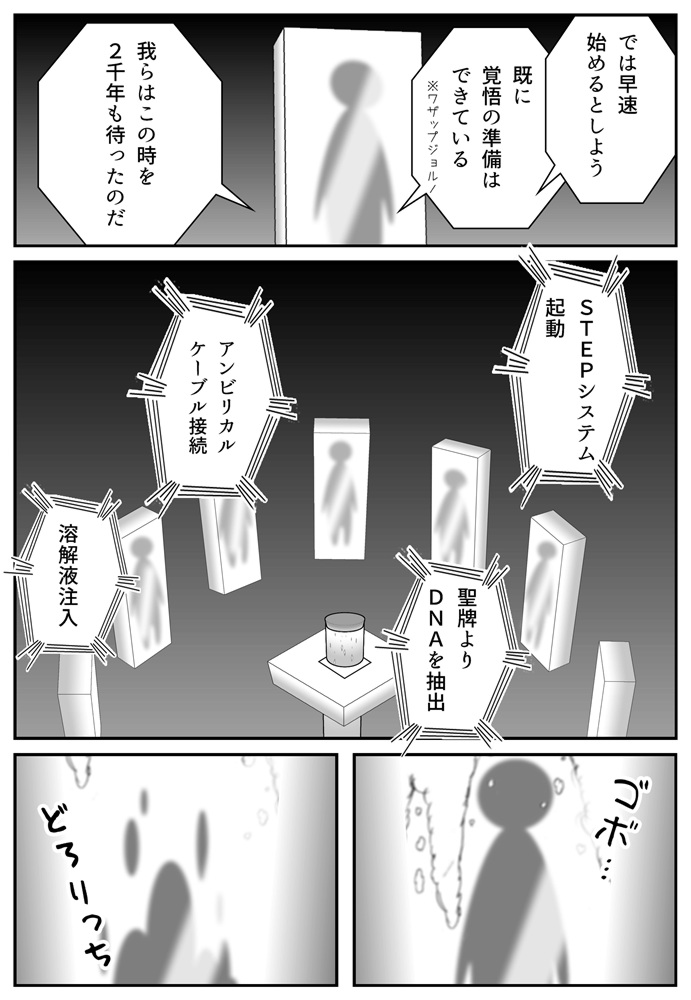 では早速
始めるとしよう
既に
覚悟の準備は
できている
※ワザップジョルノ
我らはこの時を
２千年も待ったのだ
ＳＴＥＰシステム
起動
アンビリカル
ケーブル接続
聖牌より
ＤＮＡを抽出
溶解液注入
ゴボ…
どろりっち